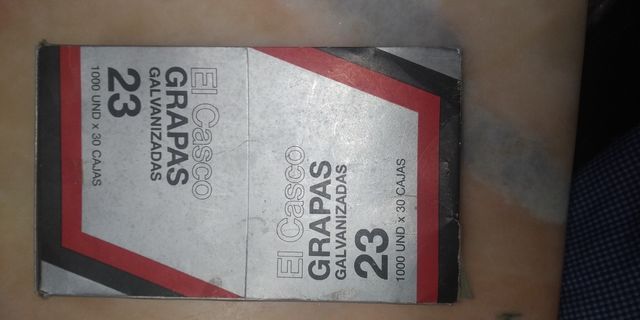 El Casco
GRAPAS
GALVANIZADAS
23
1000 UND x 30 CAJAS
El Casco
GRAPAS
GALVANIZADAS
23
1000 UND x 30 CAJAS